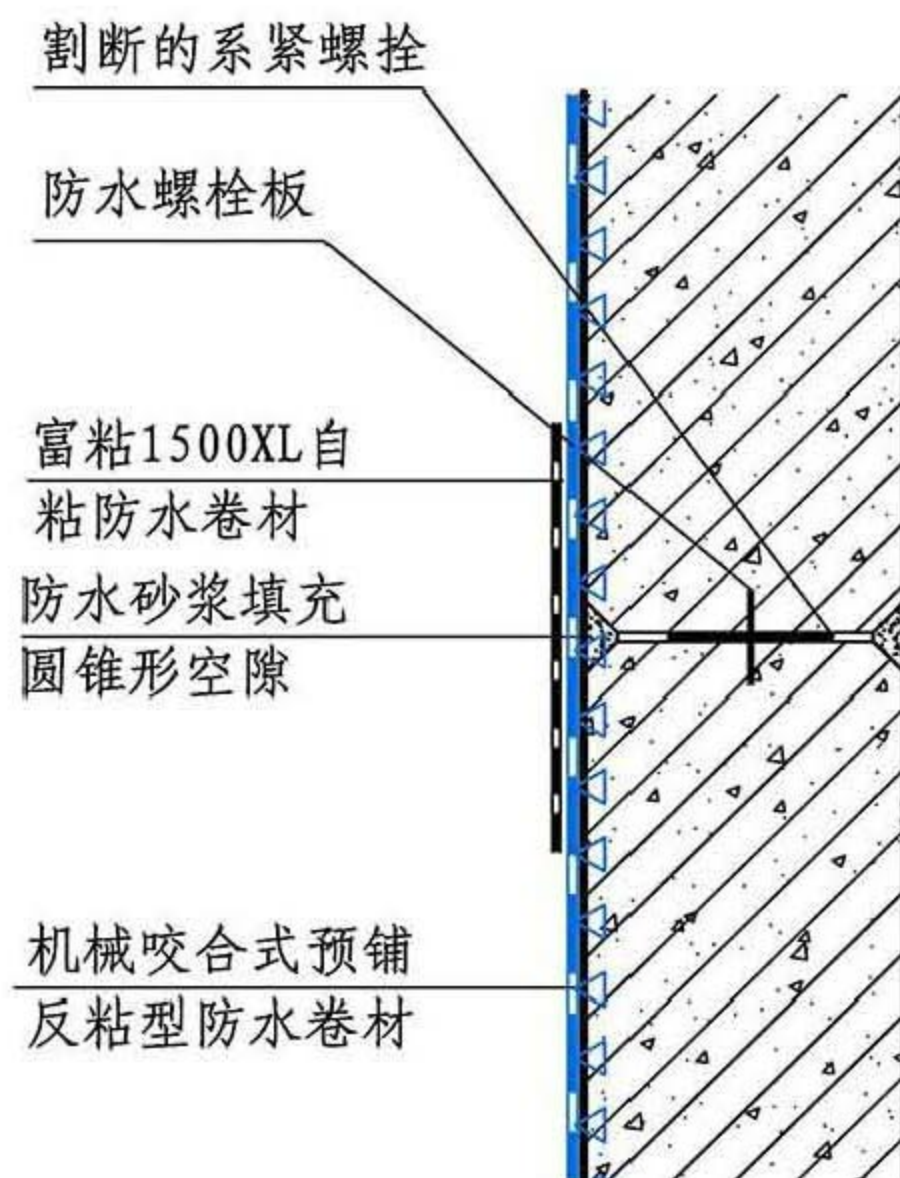 割断的系紧螺拴
防水螺栓板
富粘1500XL自
粘防水卷材
防水砂浆填充
圆锥形空隙
机械咬合式预铺
反粘型防水卷材